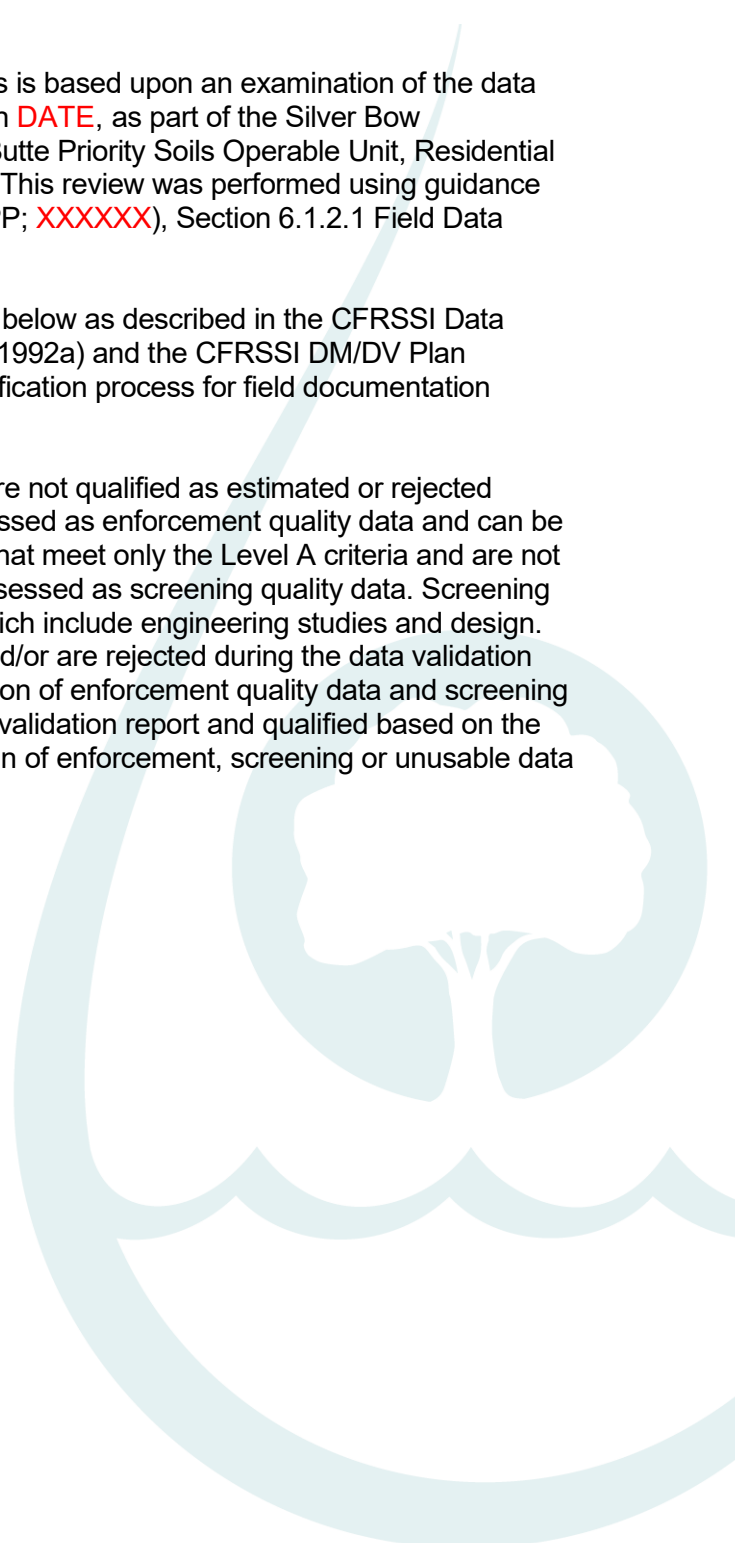 s is based upon an examination of the data
n DATE, as part of the Silver Bow
Butte Priority Soils Operable Unit, Residential
This review was performed using guidance
PP; XXXXXX), Section 6.1.2.1 Field Data
below as described in the CFRSSI Data
1992a) and the CFRSSI DM/DV Plan
fication process for field documentation
re not qualified as estimated or rejected
ssed as enforcement quality data and can be
hat meet only the Level A criteria and are not
sessed as screening quality data. Screening
ich include engineering studies and design.
d/or are rejected during the data validation
on of enforcement quality data and screening
validation report and qualified based on the
n of enforcement, screening or unusable data